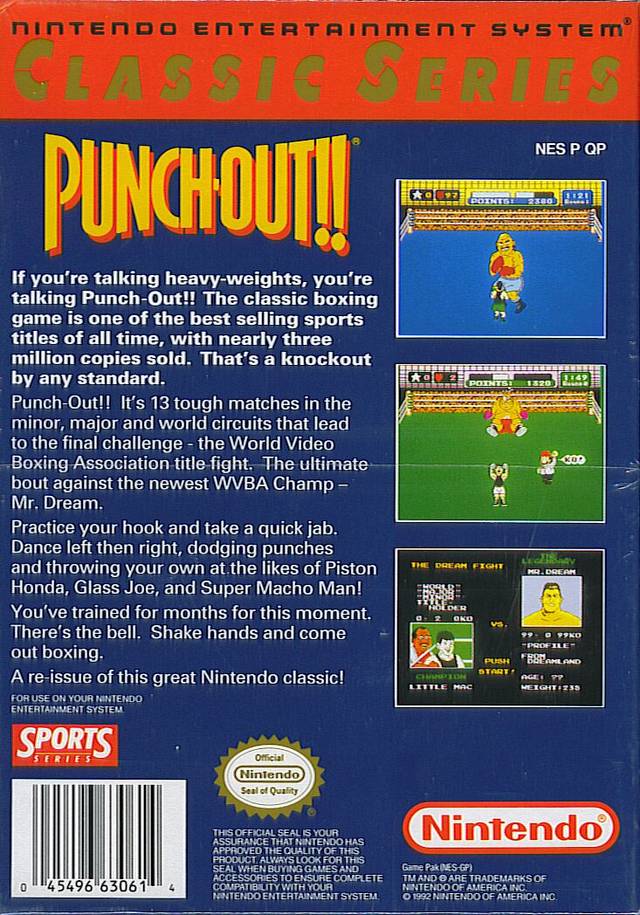 NINTENDO ENTERTAINMENT SYSTEM®
CLASSIC SERIES
PUNCH-OUT!!®
NES P QP
If you're talking heavy-weights, you're
talking Punch-Out!! The classic boxing
game is one of the best selling sports
titles of all time, with nearly three
million copies sold. That's a knockout
by any standard.
Punch-Out!! It's 13 tough matches in the
minor, major and world circuits that lead
to the final challenge - the World Video
Boxing Association title fight. The ultimate
bout against the newest WVBA Champ –
Mr. Dream.
Practice your hook and take a quick jab.
Dance left then right, dodging punches
and throwing your own at the likes of Piston
Honda, Glass Joe, and Super Macho Man!
You've trained for months for this moment.
There's the bell. Shake hands and come
out boxing.
A re-issue of this great Nintendo classic!
FOR USE ON YOUR NINTENDO
ENTERTAINMENT SYSTEM.
SPORTS
SERIES
0 45496 63061 4
Official
Nintendo
Seal of Quality
®
THIS OFFICIAL SEAL IS YOUR
ASSURANCE THAT NINTENDO HAS
APPROVED THE QUALITY OF THIS
PRODUCT. ALWAYS LOOK FOR THIS
SEAL WHEN BUYING GAMES AND
ACCESSORIES TO ENSURE COMPLETE
COMPATIBILITY WITH YOUR
NINTENDO ENTERTAINMENT SYSTEM.
POINTS: 2380
1:21
POINTS: 1820
1:49
KO!
THE DREAM FIGHT
"WORLD"
"MAJOR"
"MINOR"
TITLE
HOLDER
0- 2 0KO
CHAMPION
LITTLE MAC
VS.
PUSH
START!
THE
LEGENDARY
MR.DREAM
99- 0 99KO
"PROFILE"
FROM
DREAMLAND
AGE: ??
WEIGHT:235
Nintendo®
Game Pak (NES-GP)
TM AND ® ARE TRADEMARKS OF
NINTENDO OF AMERICA INC.
© 1992 NINTENDO OF AMERICA INC.